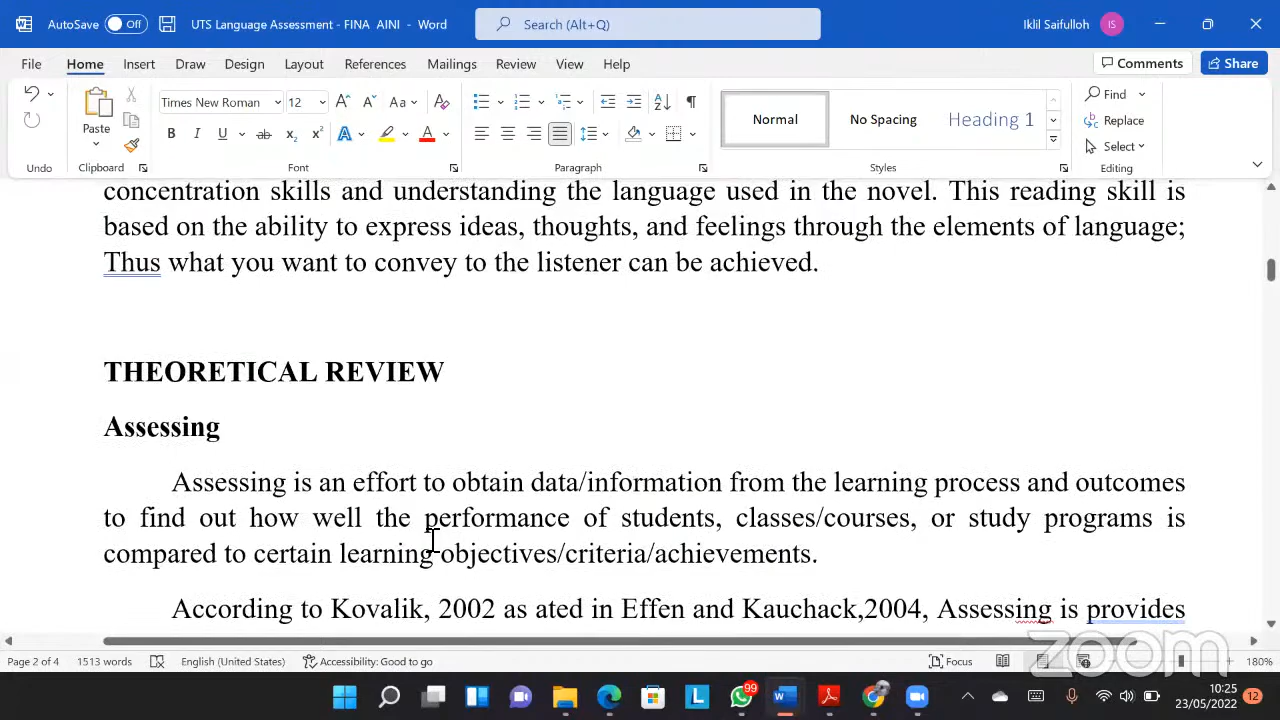 AutoSave Off UTS Language Assessment - FINA AINI - Word Search (Alt+Q) Iklil Saifulloh IS
File Home Insert Draw Design Layout References Mailings Review View Help Comments Share
Times New Roman 12 Aa Normal No Spacing Heading 1 Find
Paste Replace
B I U ab x₂ x² A A Select
Undo Clipboard Font Paragraph Styles Editing
concentration skills and understanding the language used in the novel. This reading skill is
based on the ability to express ideas, thoughts, and feelings through the elements of language;
Thus what you want to convey to the listener can be achieved.
THEORETICAL REVIEW
Assessing
Assessing is an effort to obtain data/information from the learning process and outcomes
to find out how well the performance of students, classes/courses, or study programs is
compared to certain learning objectives/criteria/achievements.
According to Kovalik, 2002 as ated in Effen and Kauchack,2004, Assessing is provides
zoom
Page 2 of 4 1513 words English (United States) Accessibility: Good to go Focus 180%
99 10:25
23/05/2022 12